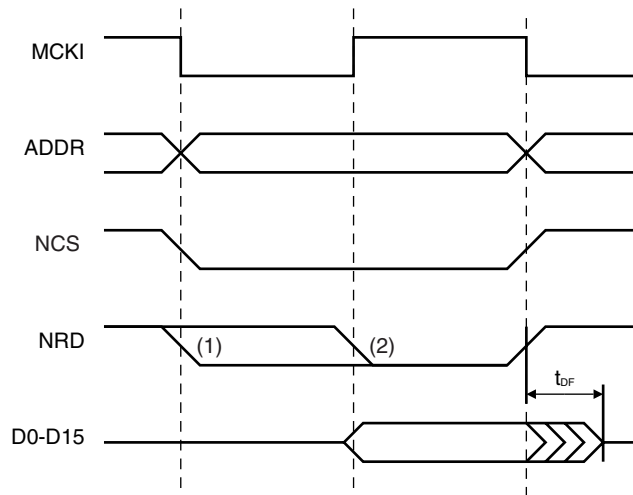 MCKI
ADDR
NCS
NRD
(1)
(2)
tDF
D0-D15